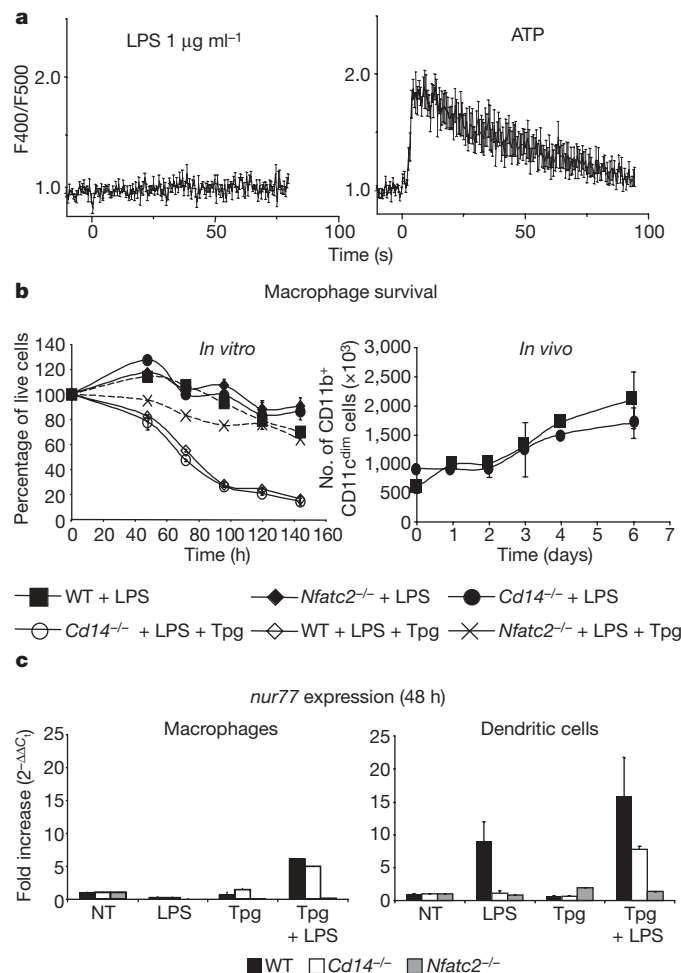 a
LPS 1 µg ml⁻¹
ATP
F400/F500
2.0
1.0
2.0
1.0
0 50 100
0 50 100
Time (s)
b
Macrophage survival
In vitro
In vivo
Percentage of live cells
140
120
100
80
60
40
20
0
0 20 40 60 80 100 120 140 160
Time (h)
No. of CD11b⁺
CD11cᵈⁱᵐ cells (×10³)
3,000
2,500
2,000
1,500
1,000
500
0
0 1 2 3 4 5 6 7
Time (days)
WT + LPS
Nfatc2⁻/⁻ + LPS
Cd14⁻/⁻ + LPS
Cd14⁻/⁻ + LPS + Tpg
WT + LPS + Tpg
Nfatc2⁻/⁻ + LPS + Tpg
c
nur77 expression (48 h)
Macrophages
Dendritic cells
Fold increase (2⁻ΔΔCt)
25
20
15
10
5
0
NT LPS Tpg Tpg
+ LPS
25
20
15
10
5
0
NT LPS Tpg Tpg
+ LPS
WT Cd14⁻/⁻ Nfatc2⁻/⁻